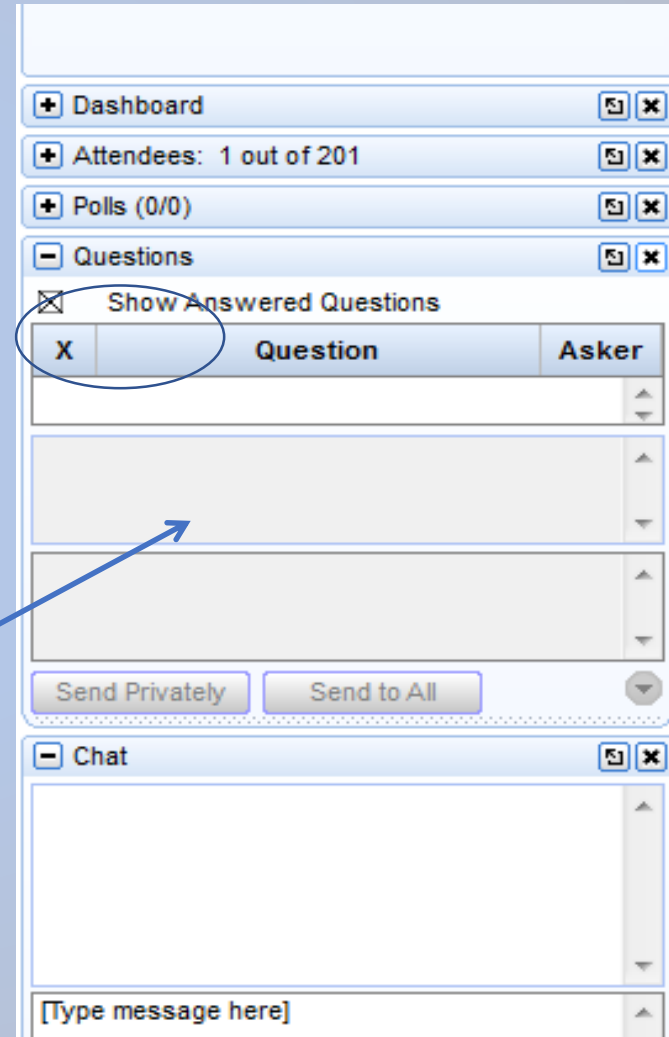 Dashboard
Attendees: 1 out of 201
Polls (0/0)
Questions
Show Answered Questions
X Question Asker
Send Privately Send to All
Chat
[Type message here]